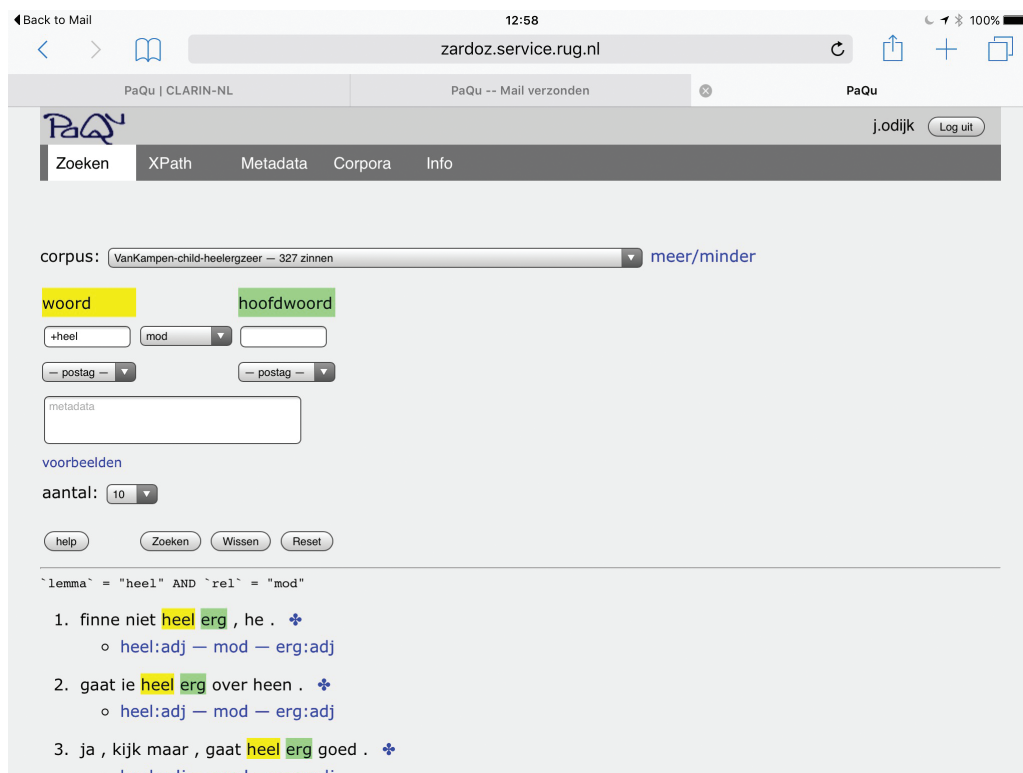 Back to Mail 12:58 100%
zardoz.service.rug.nl
PaQu | CLARIN-NL PaQu -- Mail verzonden PaQu
PaQu j.odijk Log uit
Zoeken XPath Metadata Corpora Info
corpus: VanKampen-child-heelergzeer — 327 zinnen meer/minder
woord hoofdwoord
+heel mod
— postag — — postag —
metadata
voorbeelden
aantal: 10
help Zoeken Wissen Reset
`lemma` = "heel" AND `rel` = "mod"
1. finne niet heel erg , he .
heel:adj — mod — erg:adj
2. gaat ie heel erg over heen .
heel:adj — mod — erg:adj
3. ja , kijk maar , gaat heel erg goed .